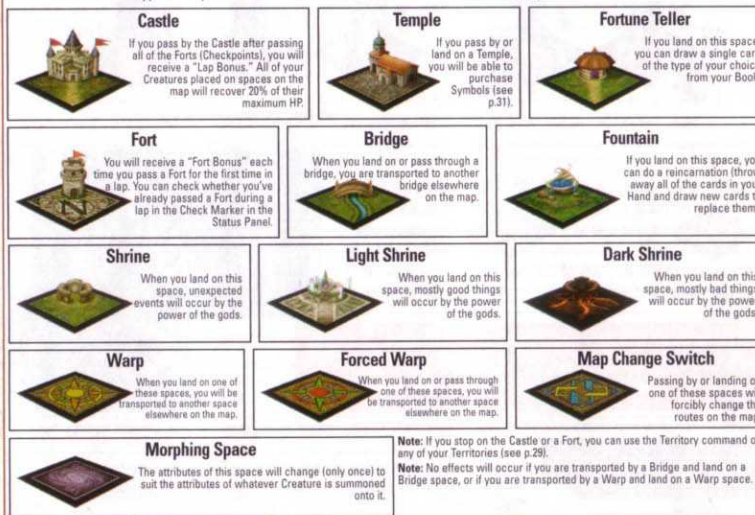 Castle
If you pass by the Castle after passing
all of the Forts (Checkpoints), you will
receive a "Lap Bonus." All of your
Creatures placed on spaces on the
map will recover 20% of their
maximum HP.
Temple
If you pass by or
land on a Temple,
you will be able to
purchase
Symbols (see
p.31).
Fortune Teller
If you land on this space
you can draw a single car
of the type of your choic
from your Book
Fort
You will receive a "Fort Bonus" each
time you pass a Fort for the first time in
a lap. You can check whether you've
already passed a Fort during a
lap in the Check Marker in the
Status Panel.
N
Bridge
When you land on or pass through a
bridge, you are transported to another
bridge elsewhere
on the map.
Fountain
If you land on this space, you
can do a reincarnation (throw
away all of the cards in you
Hand and draw new cards t
replace them
Shrine
When you land on this
space, unexpected
events will occur by the
power of the gods.
Light Shrine
When you land on this
space, mostly good things
will occur by the power
of the gods.
Dark Shrine
When you land on this
space, mostly bad things
will occur by the powe
of the gods
Warp
When you land on one of
these spaces, you will be
transported to another space
elsewhere on the map.
Forced Warp
When you land on or pass through
one of these spaces, you will
be transported to another space
elsewhere on the map.
Map Change Switch
Passing by or landing o
one of these spaces wi
forcibly change th
routes on the map
Morphing Space
The attributes of this space will change (only once) to
suit the attributes of whatever Creature is summoned
onto it.
Note: If you stop on the Castle or a Fort, you can use the Territory command o
any of your Territories (see p.29).
Note: No effects will occur if you are transported by a Bridge and land on a
Bridge space, or if you are transported by a Warp and land on a Warp space.